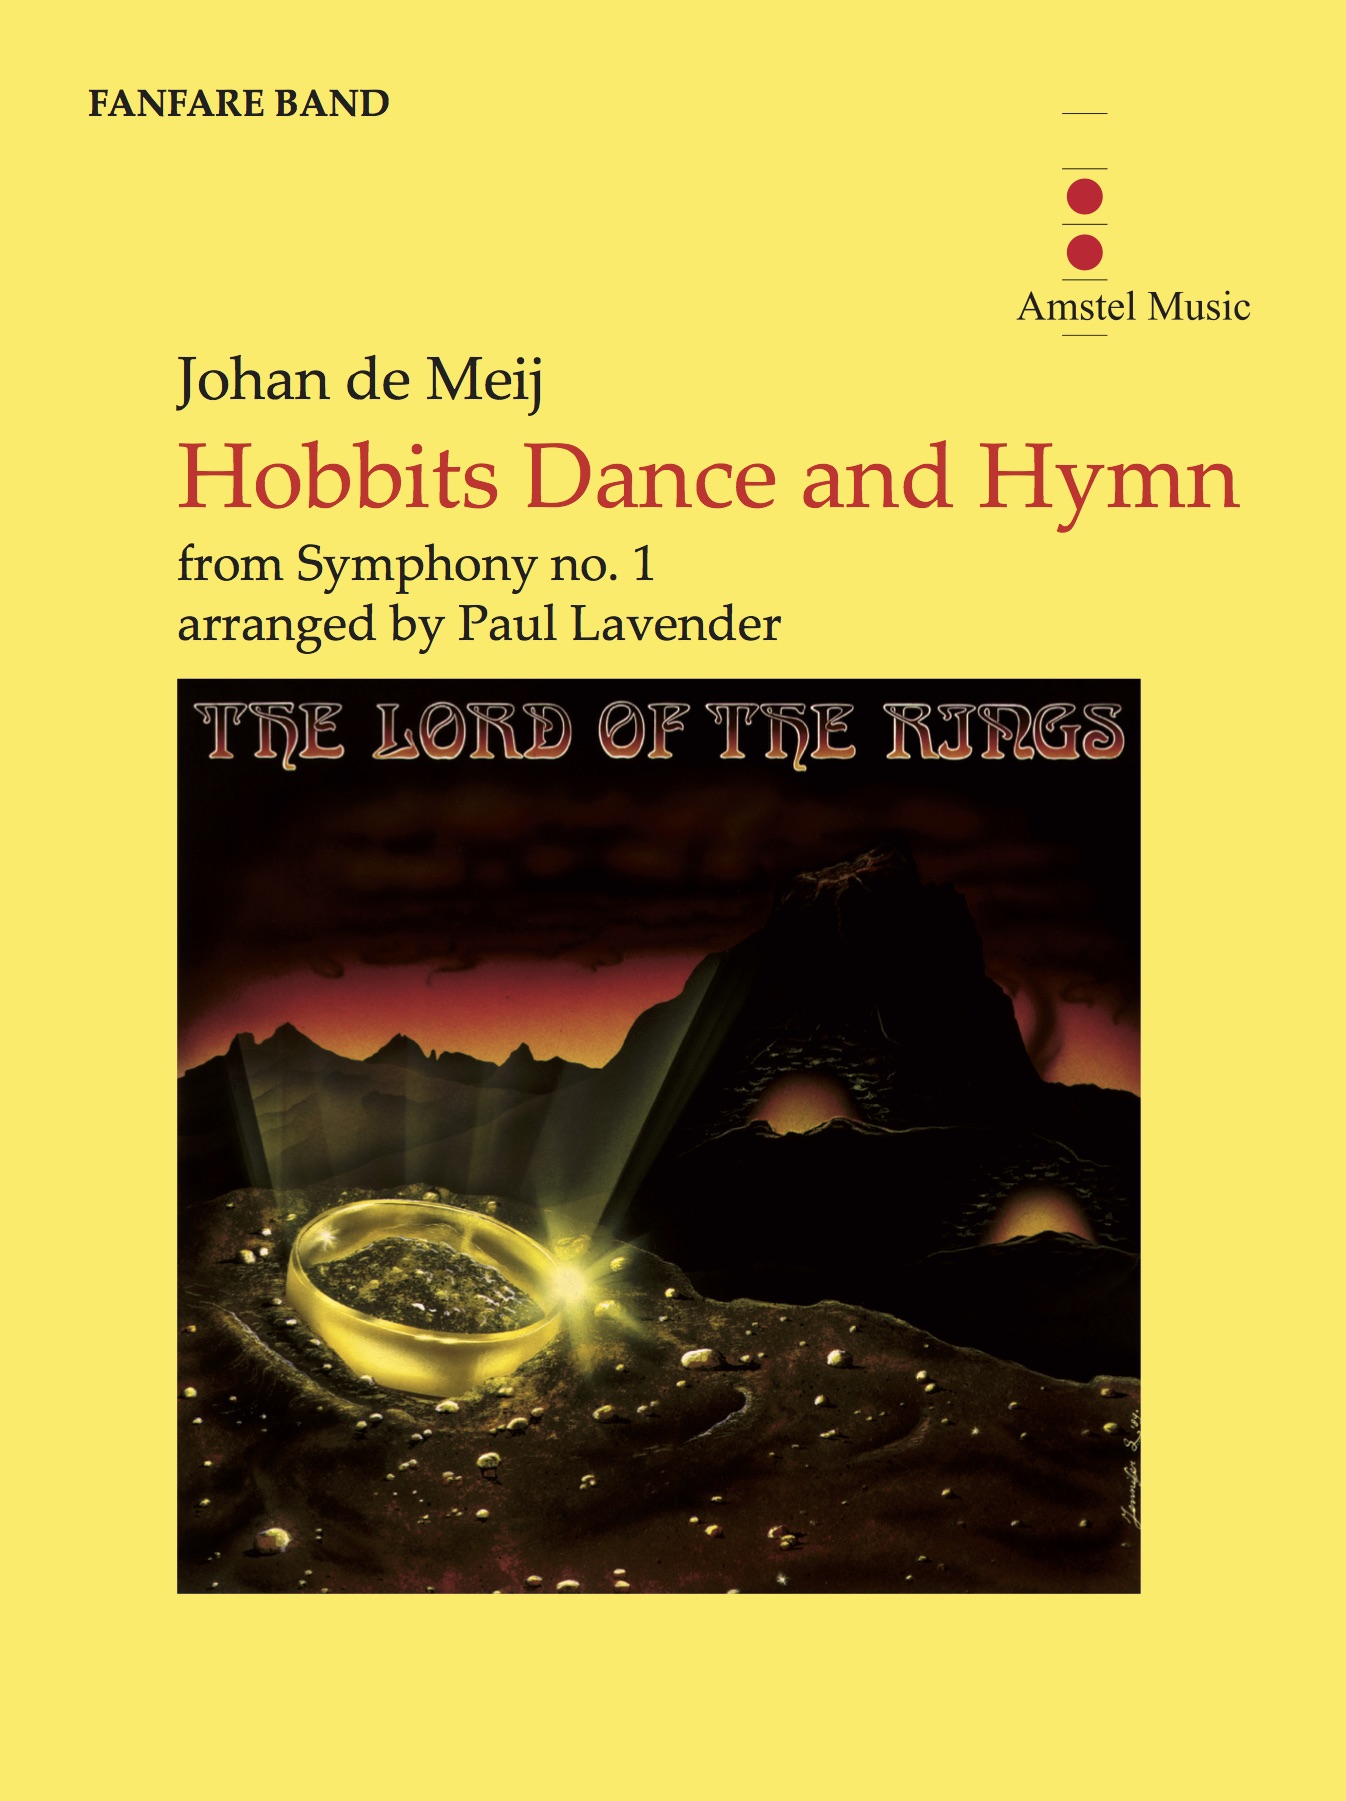 FANFARE BAND
Amstel Music
Johan de Meij
Hobbits Dance and Hymn
from Symphony no. 1
arranged by Paul Lavender
THE LORD OF THE RINGS